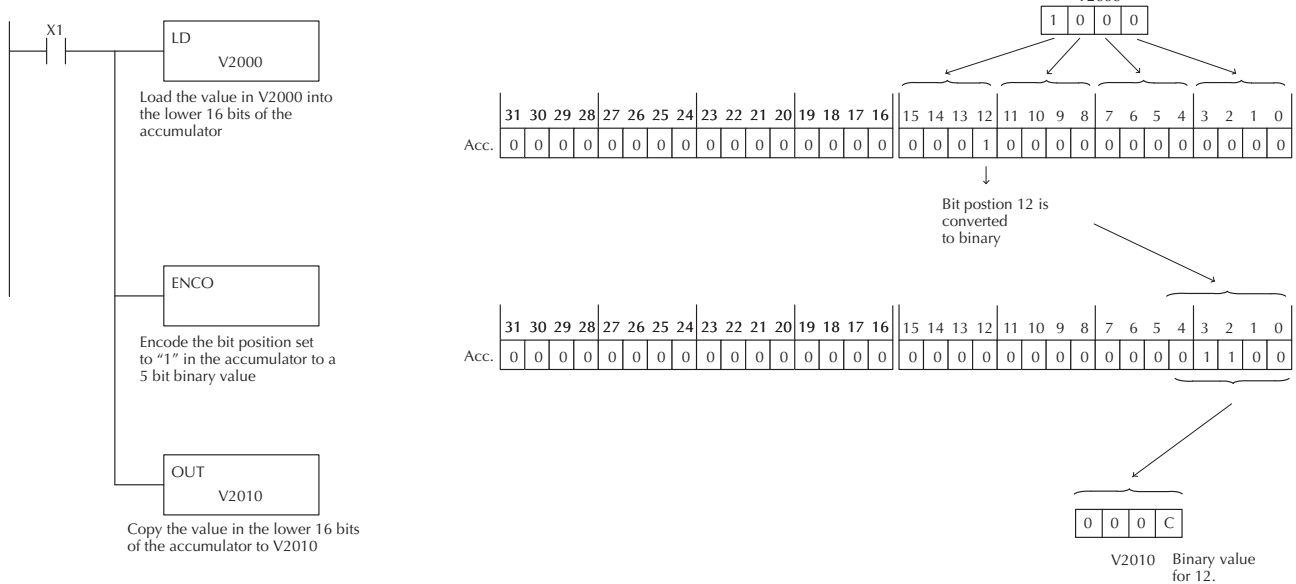 X1
LD
V2000
Load the value in V2000 into
the lower 16 bits of the
accumulator
1 0 0 0
31 30 29 28 27 26 25 24 23 22 21 20 19 18 17 16 15 14 13 12 11 10 9 8 7 6 5 4 3 2 1 0
Acc. 0 0 0 0 0 0 0 0 0 0 0 0 0 0 0 0 0 0 0 1 0 0 0 0 0 0 0 0 0 0 0 0
Bit postion 12 is
converted
to binary
ENCO
Encode the bit position set
to “1” in the accumulator to a
5 bit binary value
31 30 29 28 27 26 25 24 23 22 21 20 19 18 17 16 15 14 13 12 11 10 9 8 7 6 5 4 3 2 1 0
Acc. 0 0 0 0 0 0 0 0 0 0 0 0 0 0 0 0 0 0 0 0 0 0 0 0 0 0 0 0 1 1 0 0
OUT
V2010
Copy the value in the lower 16 bits
of the accumulator to V2010
0 0 0 C
V2010 Binary value
for 12.